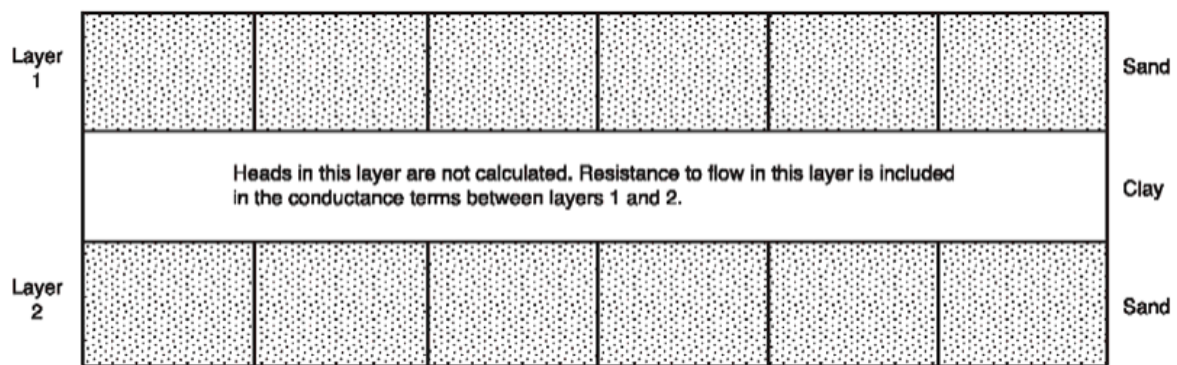 Layer
1
Sand
Heads in this layer are not calculated. Resistance to flow in this layer is included
in the conductance terms between layers 1 and 2.
Clay
Layer
2
Sand